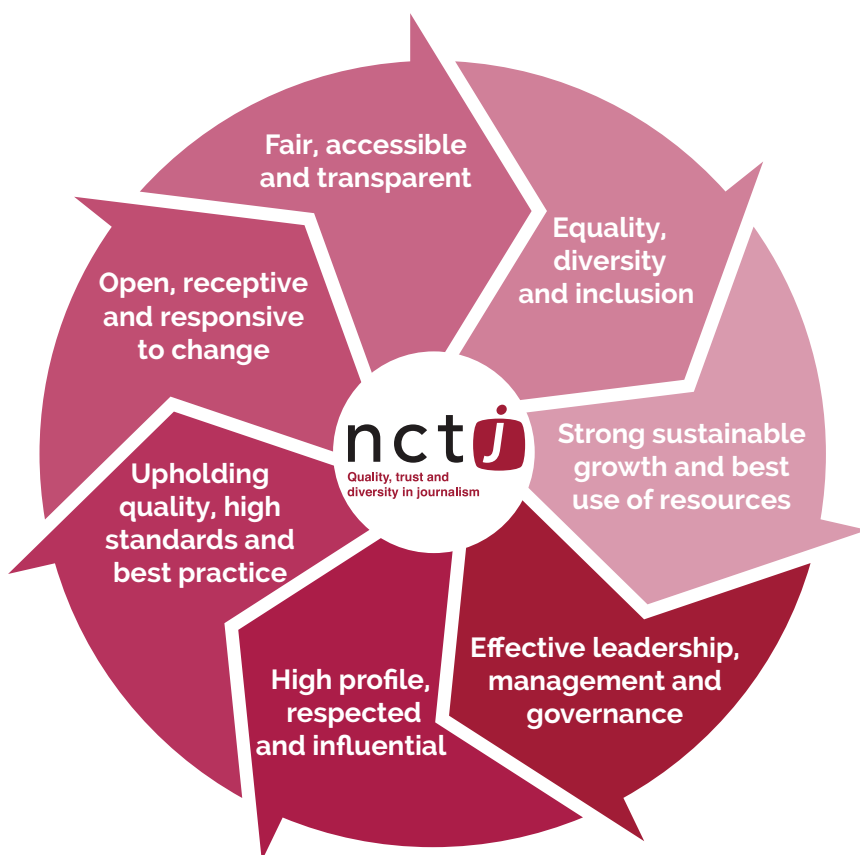 Fair, accessible
and transparent
Equality,
diversity
and inclusion
Strong sustainable
growth and best
use of resources
Effective leadership,
management and
governance
High profile,
respected
and influential
Upholding
quality, high
standards and
best practice
Open, receptive
and responsive
to change
nctj
Quality, trust and
diversity in journalism